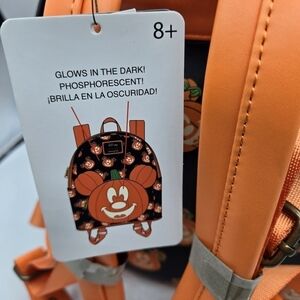 8+
GLOWS IN THE DARK!
PHOSPHORESCENT!
¡BRILLA EN LA OSCURIDAD!